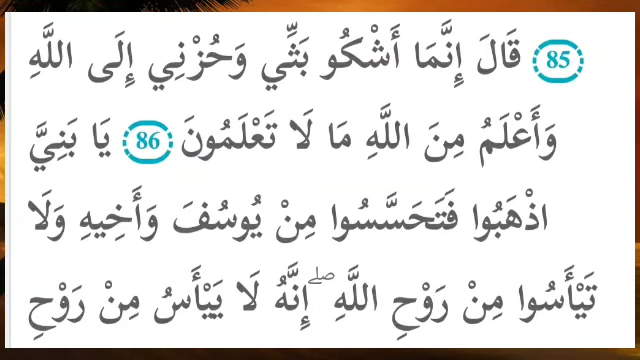 85 قَالَ إِنَّمَا أَشْكُو بَثِّي وَحُزْنِي إِلَى اللَّهِ
وَأَعْلَمُ مِنَ اللَّهِ مَا لَا تَعْلَمُونَ 86 يَا بَنِيَّ
اذْهَبُوا فَتَحَسَّسُوا مِنْ يُوسُفَ وَأَخِيهِ وَلَا
تَيْأَسُوا مِنْ رَوْحِ اللَّهِ ۖ إِنَّهُ لَا يَيْأَسُ مِنْ رَوْحِ